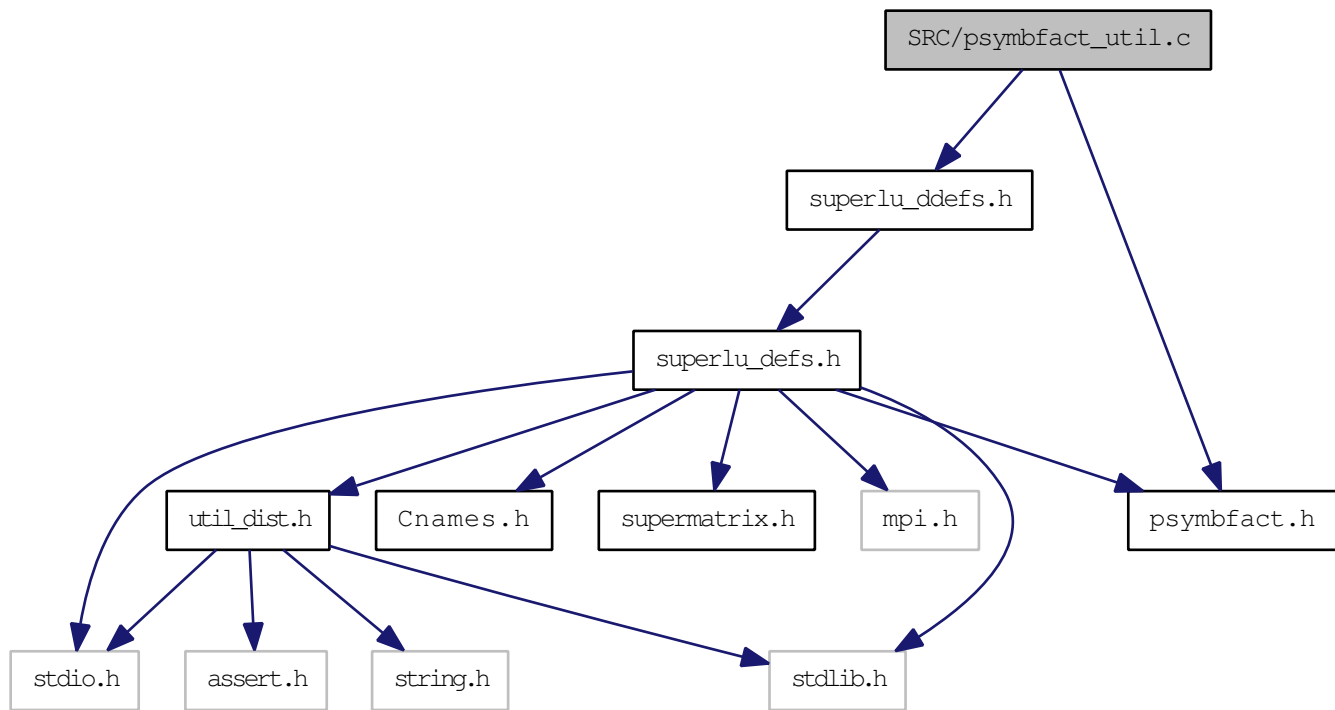 SRC/psymbfact_util.c
superlu_ddefs.h
superlu_defs.h
util_dist.h
Cnames.h
supermatrix.h
mpi.h
psymbfact.h
stdio.h
assert.h
string.h
stdlib.h